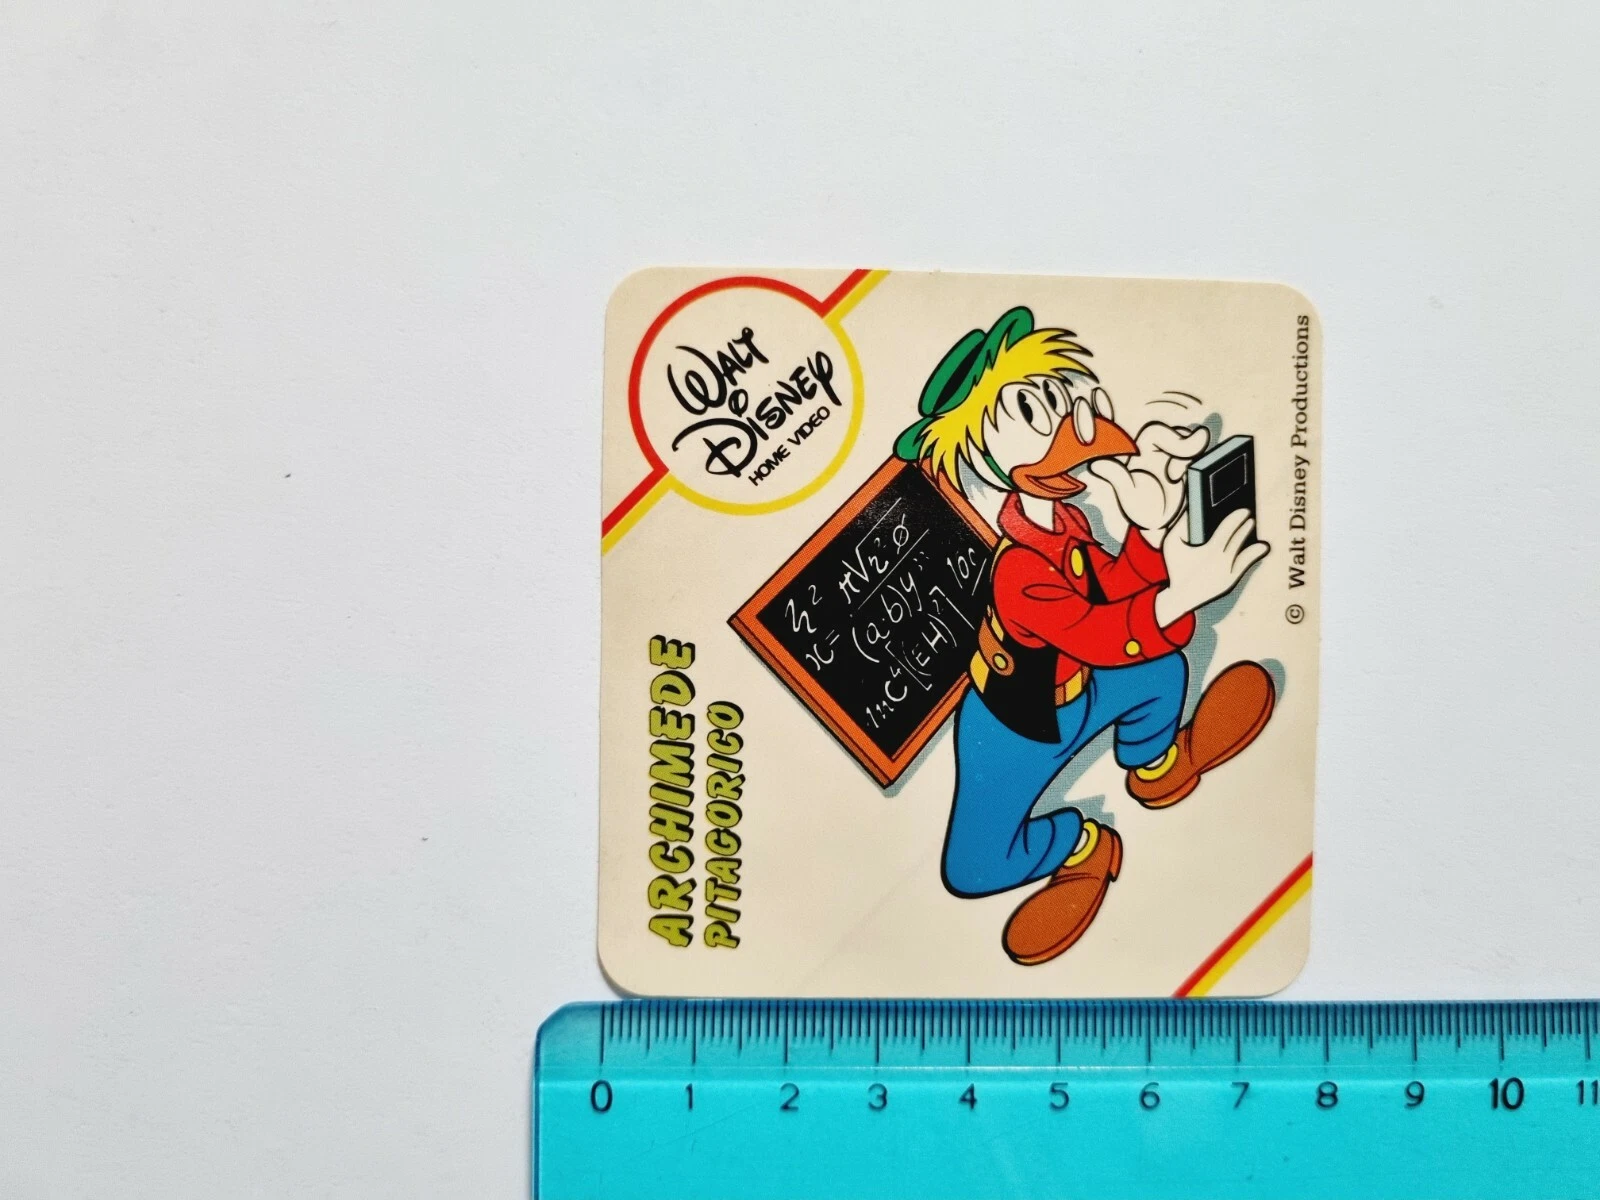 WALT
DISNEY
HOME VIDEO
ARCHIMEDE
PITAGORICO
© Walt Disney Productions
0 1 2 3 4 5 6 7 8 9 10 11